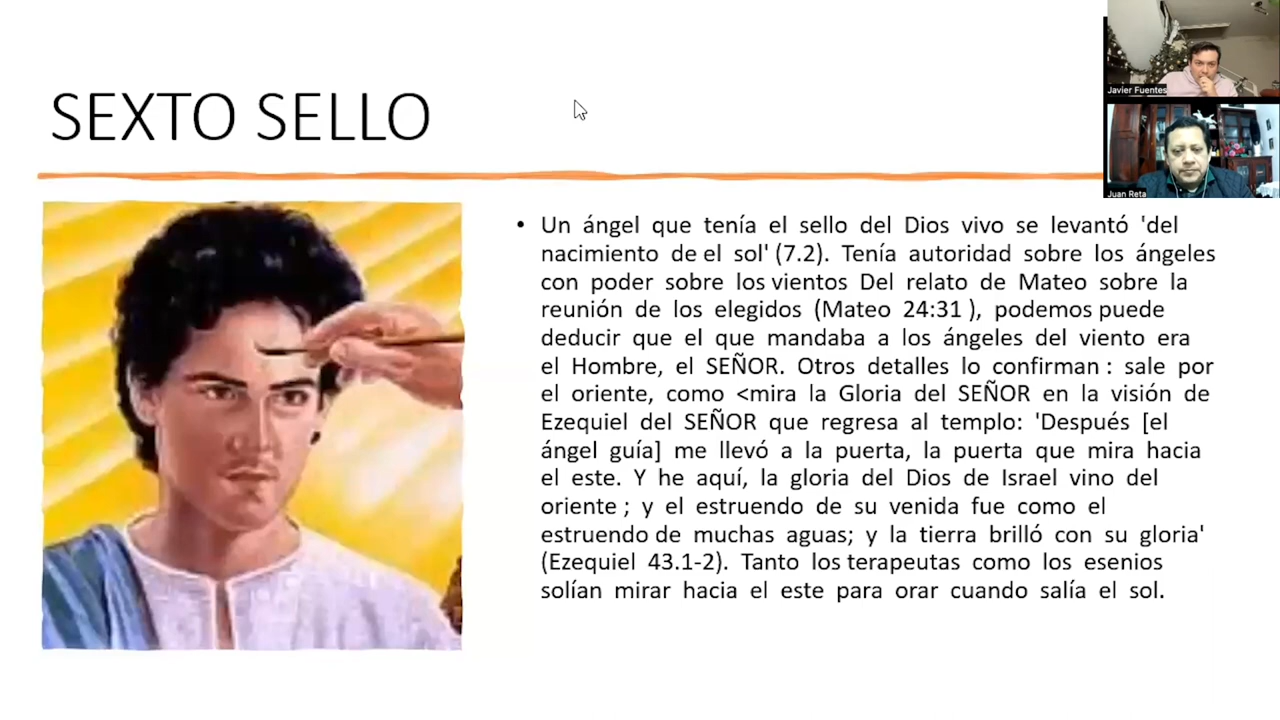 SEXTO SELLO
Javier Fuentes
Juan Reta
• Un ángel que tenía el sello del Dios vivo se levantó 'del
nacimiento de el sol' (7.2). Tenía autoridad sobre los ángeles
con poder sobre los vientos Del relato de Mateo sobre la
reunión de los elegidos (Mateo 24:31 ), podemos puede
deducir que el que mandaba a los ángeles del viento era
el Hombre, el SEÑOR. Otros detalles lo confirman : sale por
el oriente, como <mira la Gloria del SEÑOR en la visión de
Ezequiel del SEÑOR que regresa al templo: 'Después [el
ángel guía] me llevó a la puerta, la puerta que mira hacia
el este. Y he aquí, la gloria del Dios de Israel vino del
oriente ; y el estruendo de su venida fue como el
estruendo de muchas aguas; y la tierra brilló con su gloria'
(Ezequiel 43.1-2). Tanto los terapeutas como los esenios
solían mirar hacia el este para orar cuando salía el sol.